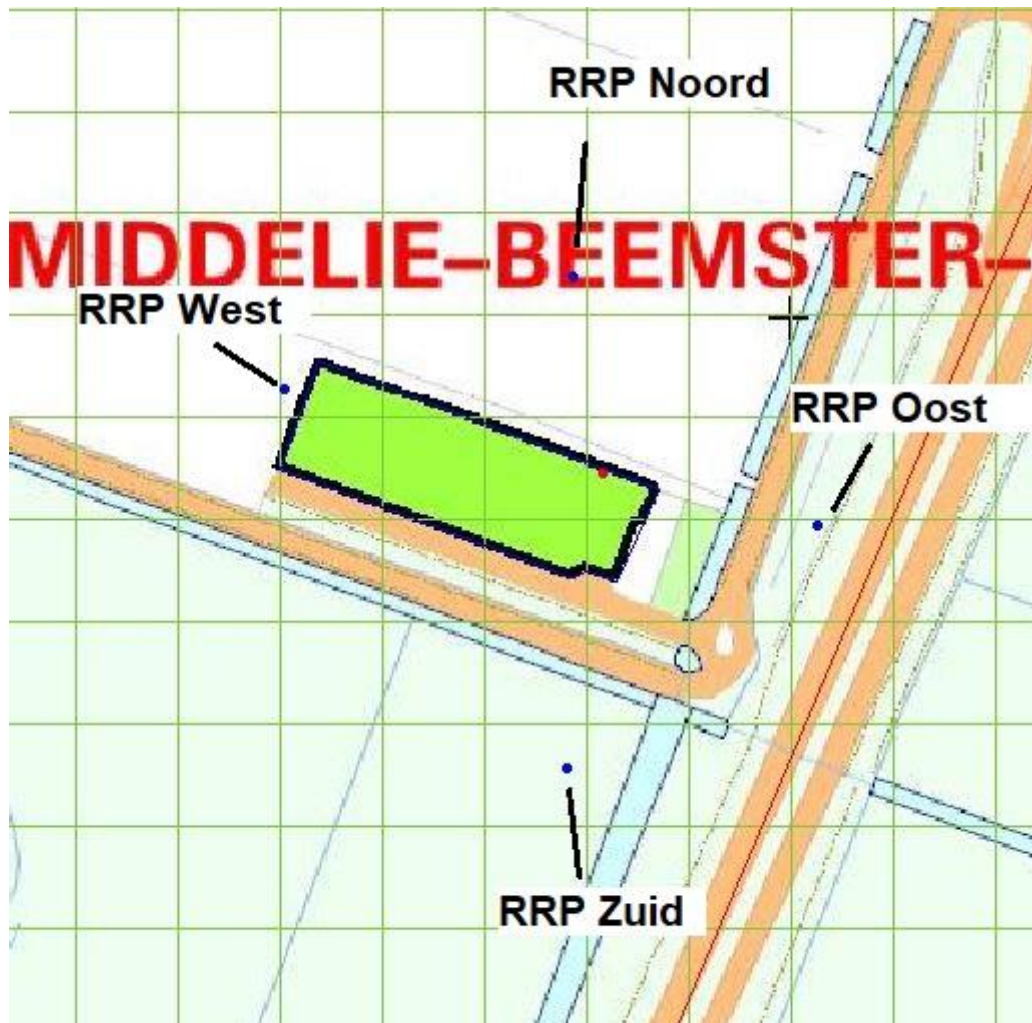 RRP Noord
MIDDELIE–BEEMSTER–
RRP West
RRP Oost
RRP Zuid